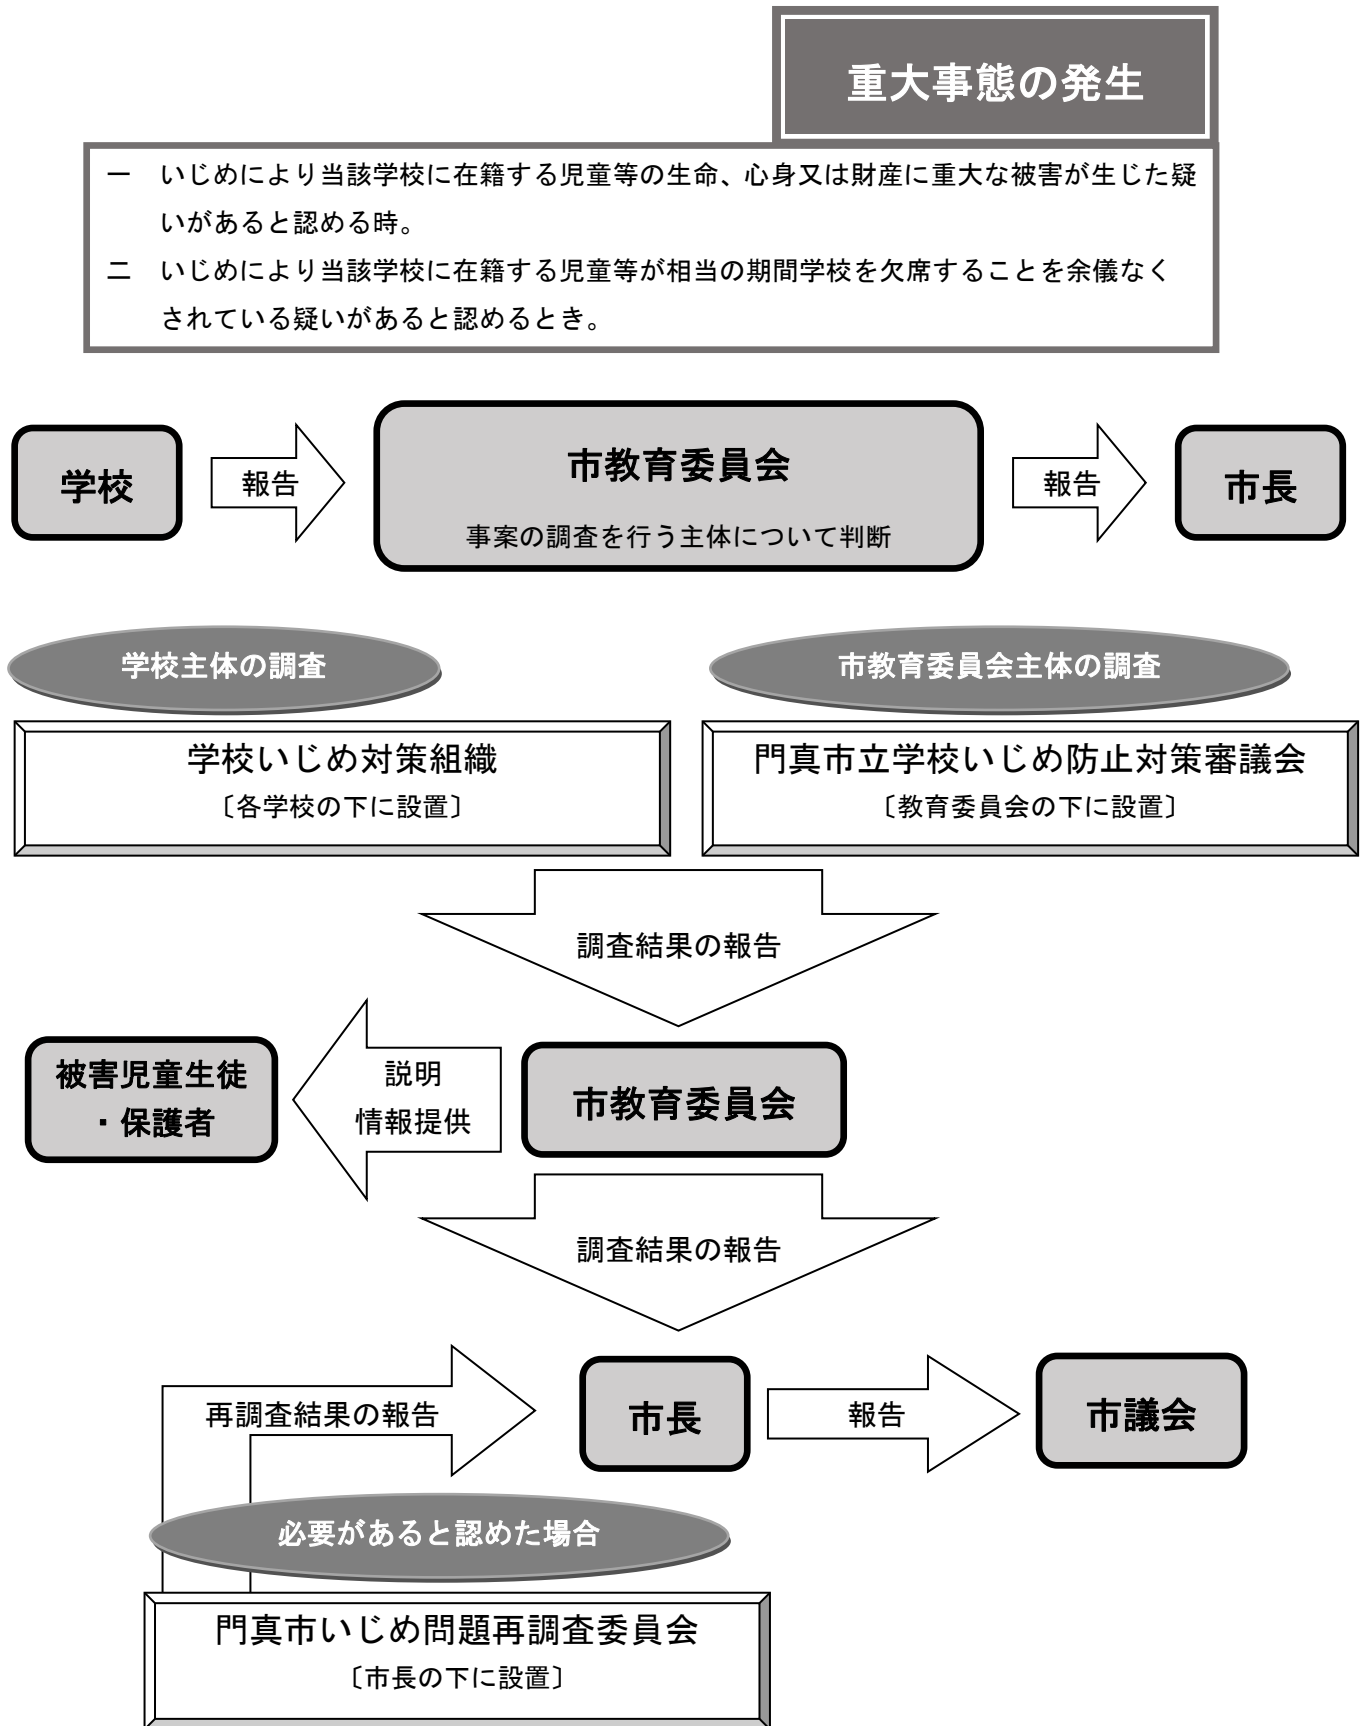 重大事態の発生
一 いじめにより当該学校に在籍する児童等の生命、心身又は財産に重大な被害が生じた疑
いがあると認める時。
二 いじめにより当該学校に在籍する児童等が相当の期間学校を欠席することを余儀なく
されている疑いがあると認めるとき。
学校
報告
市教育委員会
事案の調査を行う主体について判断
報告
市長
学校主体の調査
市教育委員会主体の調査
学校いじめ対策組織
〔各学校の下に設置〕
門真市立学校いじめ防止対策審議会
〔教育委員会の下に設置〕
調査結果の報告
被害児童生徒
・保護者
説明
情報提供
市教育委員会
調査結果の報告
再調査結果の報告
市長
報告
市議会
必要があると認めた場合
門真市いじめ問題再調査委員会
〔市長の下に設置〕